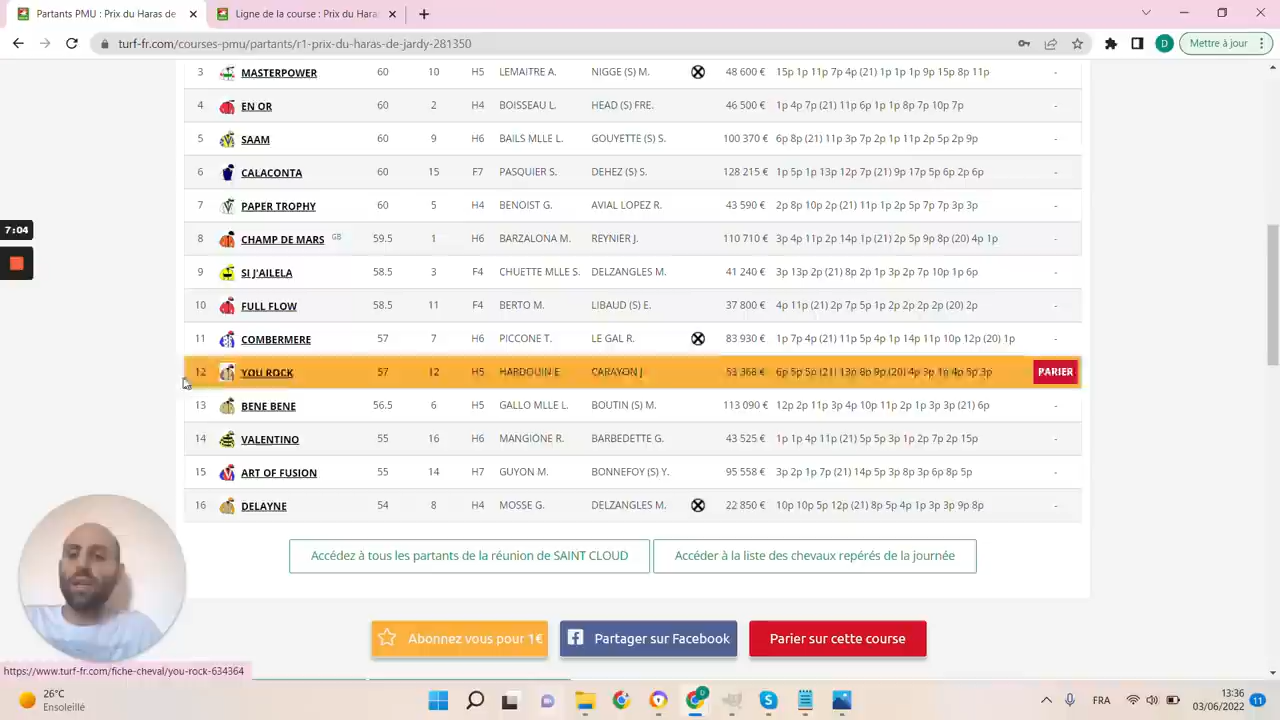 Partants PMU : Prix du Haras de
Ligne de la course : Prix du Hara
turf-fr.com/courses-pmu/partants/r1-prix-du-haras-de-jardy-281350
D
Mettre à jour
3 MASTERPOWER 60 10 H5 LEMAITRE A. NIGGE (S) M. 48 600 € 15p 1p 11p 7p 4p (21) 1p 1p 1p 9p 15p 8p 11p -
4 EN OR 60 2 H4 BOISSEAU L. HEAD (S) FRE. 46 500 € 1p 4p 7p (21) 11p 6p 1p 1p 8p 7p 10p 7p -
5 SAAM 60 9 H6 BAILS MLLE L. GOUYETTE (S) S. 100 370 € 6p 8p (21) 11p 3p 7p 2p 1p 11p 2p 5p 2p 9p -
6 CALACONTA 60 15 F7 PASQUIER S. DEHEZ (S) S. 128 215 € 1p 5p 1p 13p 12p 7p (21) 9p 17p 5p 6p 2p 6p -
7 PAPER TROPHY 60 5 H4 BENOIST G. AVIAL LOPEZ R. 43 590 € 2p 8p 10p 2p (21) 11p 1p 2p 5p 7p 7p 3p 3p -
8 CHAMP DE MARS GB 59.5 1 H6 BARZALONA M. REYNIER J. 110 710 € 3p 4p 11p 2p 14p 1p (21) 2p 5p 9p 8p (20) 4p 1p -
9 SI J'AILELA 58.5 3 F4 CHUETTE MLLE S. DELZANGLES M. 41 240 € 3p 13p 2p (21) 8p 2p 1p 3p 2p 7p 10p 1p 6p -
10 FULL FLOW 58.5 11 F4 BERTO M. LIBAUD (S) E. 37 800 € 4p 11p (21) 2p 7p 5p 1p 2p 2p 2p 2p (20) 2p -
11 COMBERMERE 57 7 H6 PICCONE T. LE GAL R. 83 930 € 1p 7p 4p (21) 11p 5p 4p 1p 14p 11p 10p 12p (20) 1p -
12 YOU ROCK 57 12 H5 HARDOUIN E. CARAYON J. 53 368 € 6p 5p 5p (21) 13p 8p 9p (20) 4p 3p 1p 4p 5p 3p PARIER
13 BENE BENE 56.5 6 H5 GALLO MLLE L. BOUTIN (S) M. 113 090 € 12p 2p 11p 3p 4p 10p 11p 2p 1p 3p 3p (21) 6p -
14 VALENTINO 55 16 H6 MANGIONE R. BARBEDETTE G. 43 525 € 1p 1p 4p 11p (21) 5p 5p 3p 1p 2p 7p 2p 15p -
15 ART OF FUSION 55 14 H7 GUYON M. BONNEFOY (S) Y. 95 558 € 3p 2p 1p 7p (21) 14p 5p 3p 8p 3p 6p 8p 5p -
16 DELAYNE 54 8 H4 MOSSE G. DELZANGLES M. 22 850 € 10p 10p 5p 12p (21) 8p 5p 4p 1p 3p 3p 9p 8p -
7:04
Accédez à tous les partants de la réunion de SAINT CLOUD
Accéder à la liste des chevaux repérés de la journée
Abonnez vous pour 1€
Partager sur Facebook
Parier sur cette course
https://www.turf-fr.com/fiche-cheval/you-rock-634364
26°C
Ensoleillé
FRA
13:36
03/06/2022
11